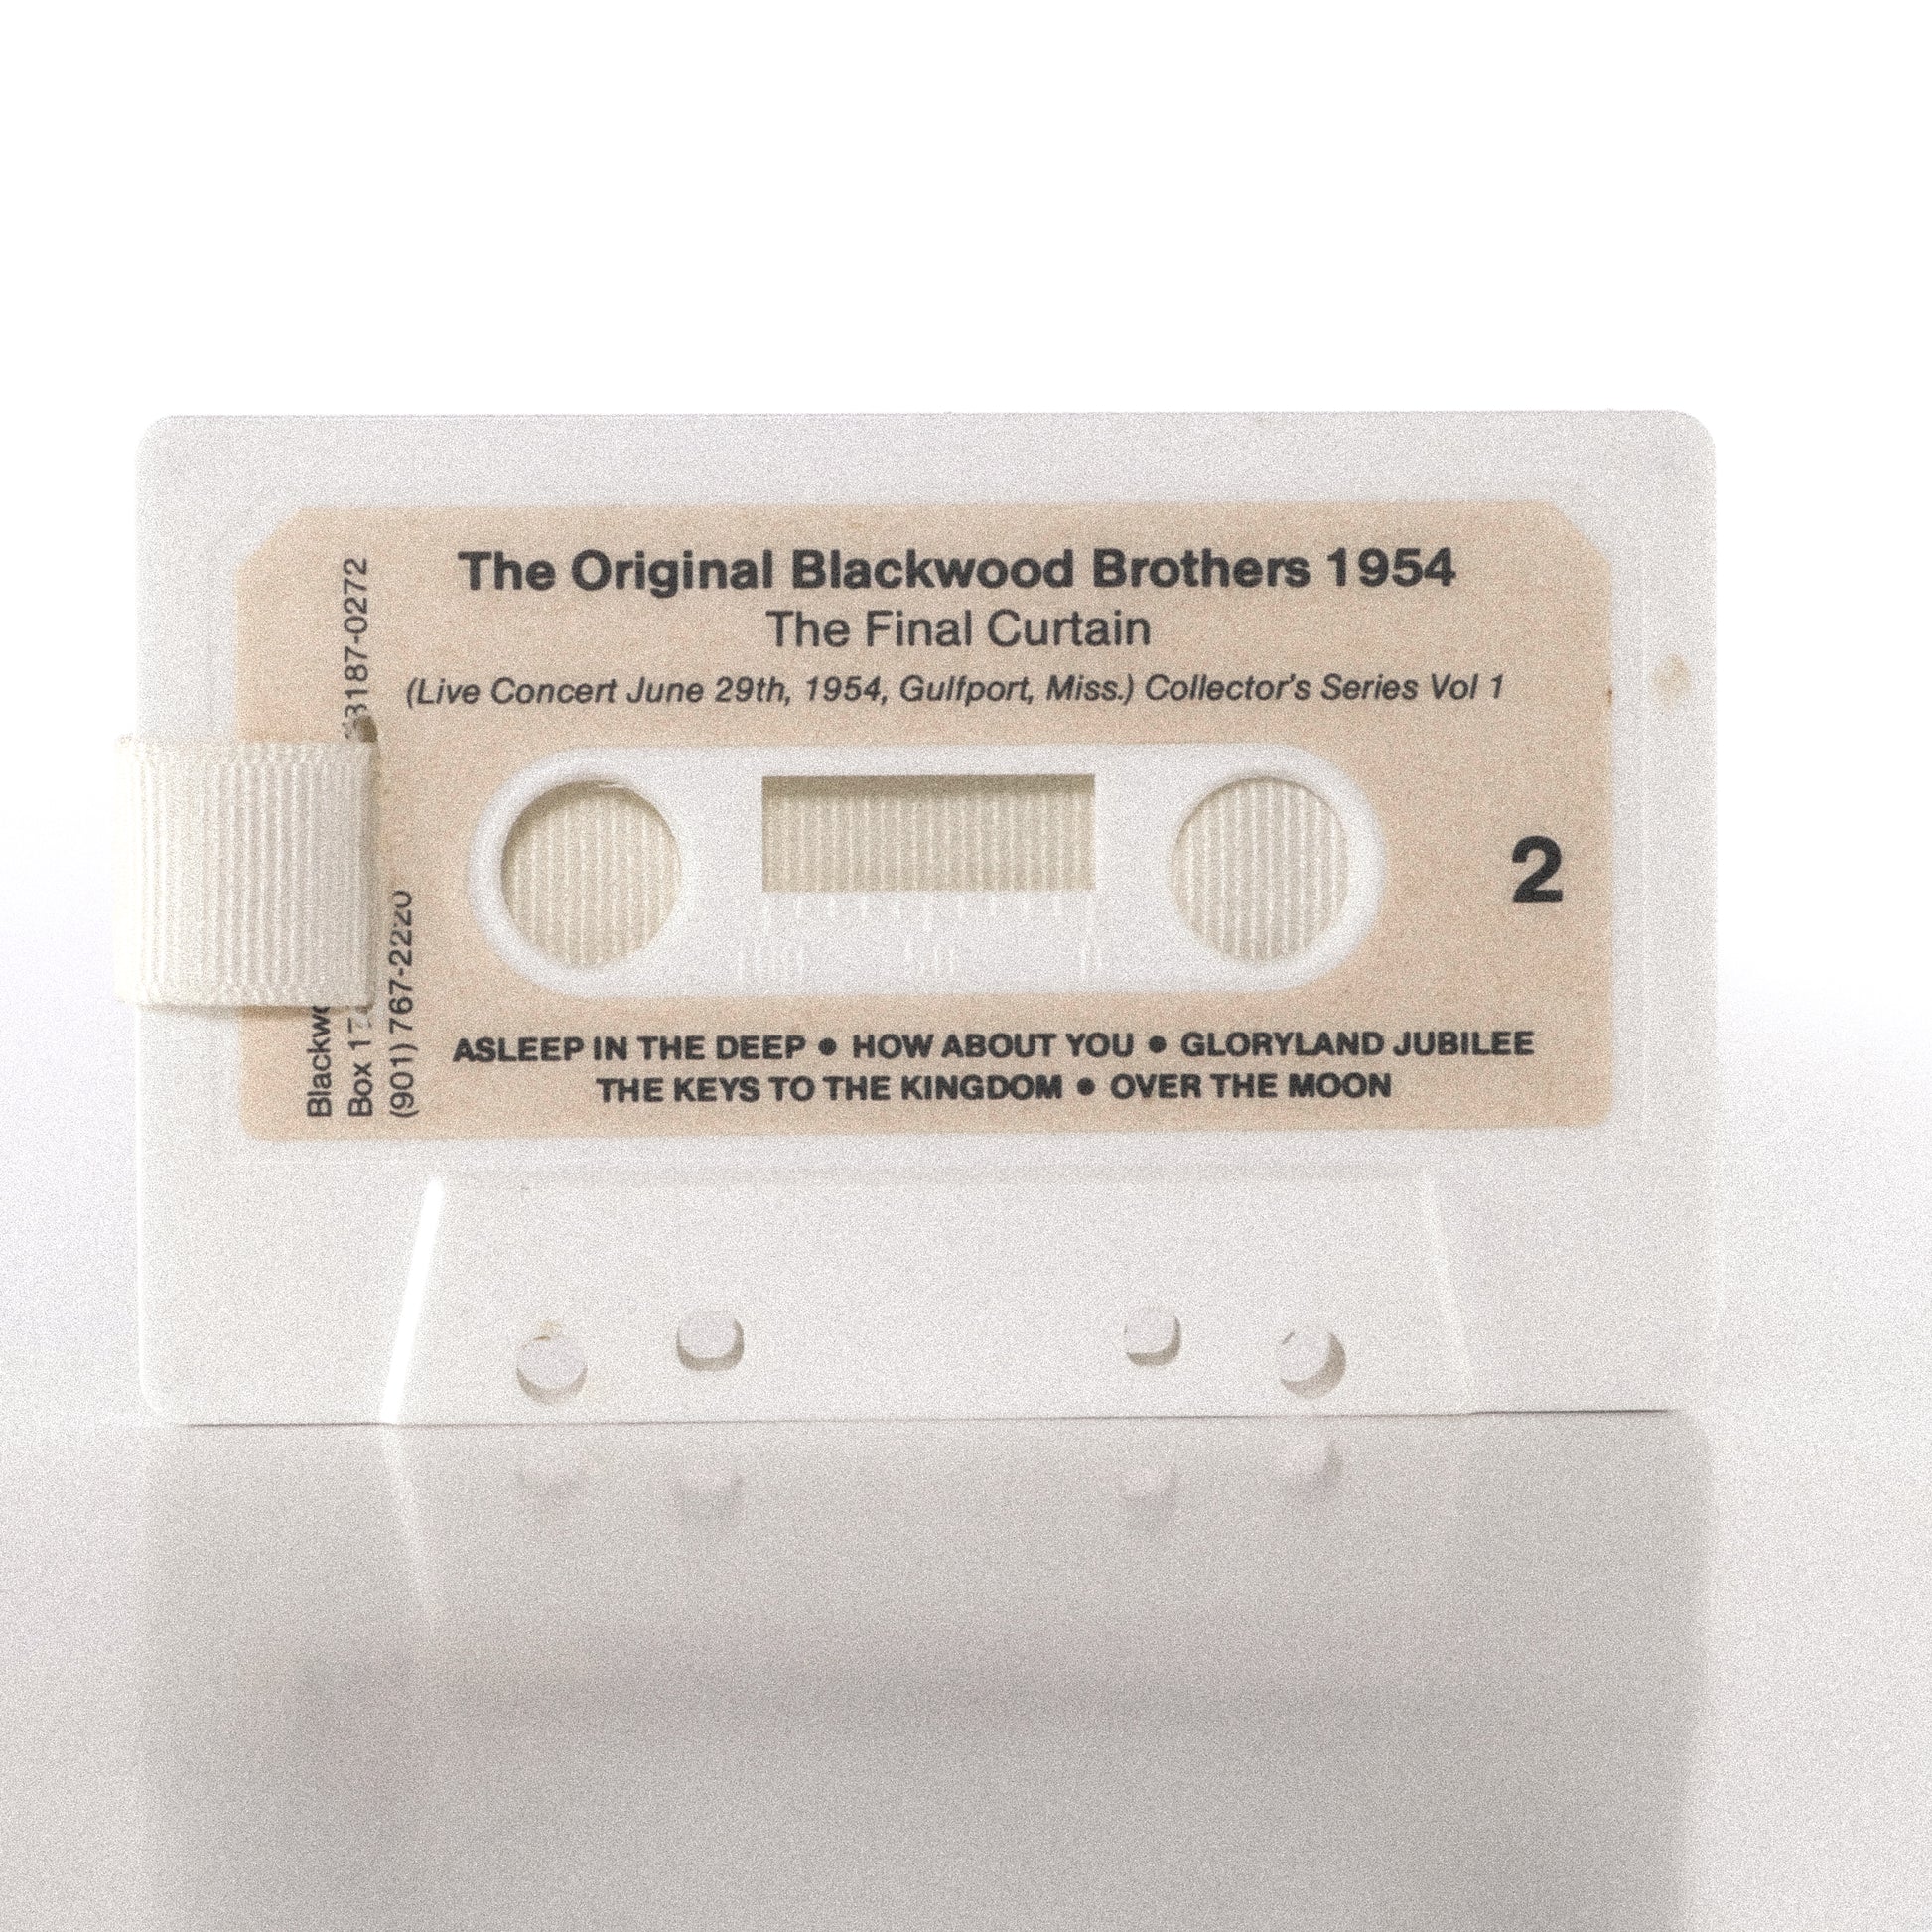 The Original Blackwood Brothers 1954
The Final Curtain
(Live Concert June 29th, 1954, Gulfport, Miss.) Collector's Series Vol 1
2
ASLEEP IN THE DEEP • HOW ABOUT YOU • GLORYLAND JUBILEE
THE KEYS TO THE KINGDOM • OVER THE MOON
Box
(901) 767-2220